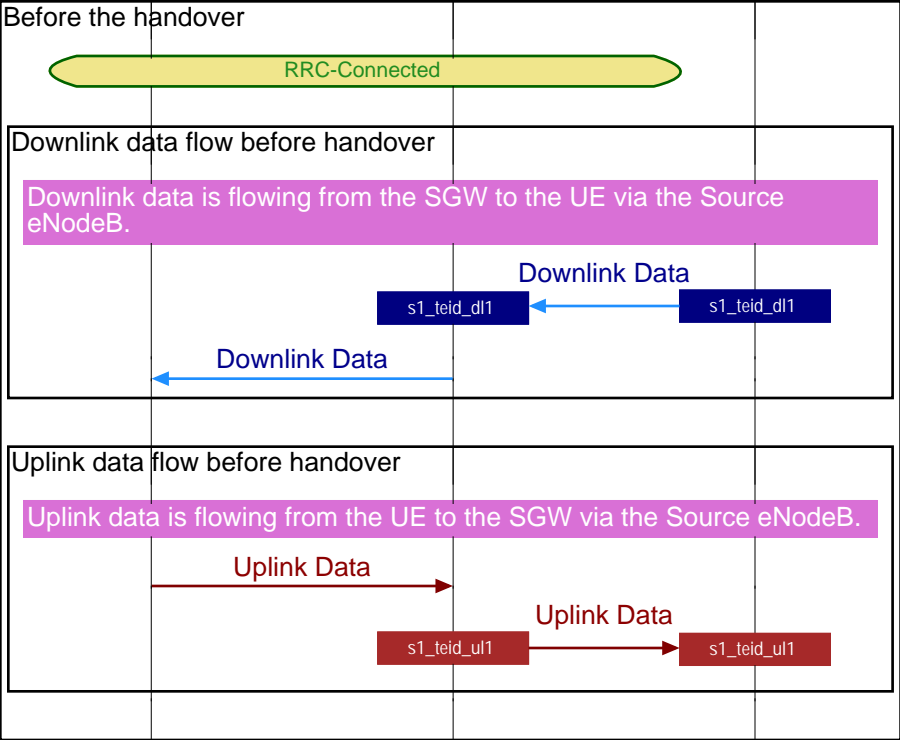 Before the handover
RRC-Connected
Downlink data flow before handover
Downlink data is flowing from the SGW to the UE via the Source
eNodeB.
Downlink Data
s1_teid_dl1
s1_teid_dl1
Downlink Data
Uplink data flow before handover
Uplink data is flowing from the UE to the SGW via the Source eNodeB.
Uplink Data
Uplink Data
s1_teid_ul1
s1_teid_ul1